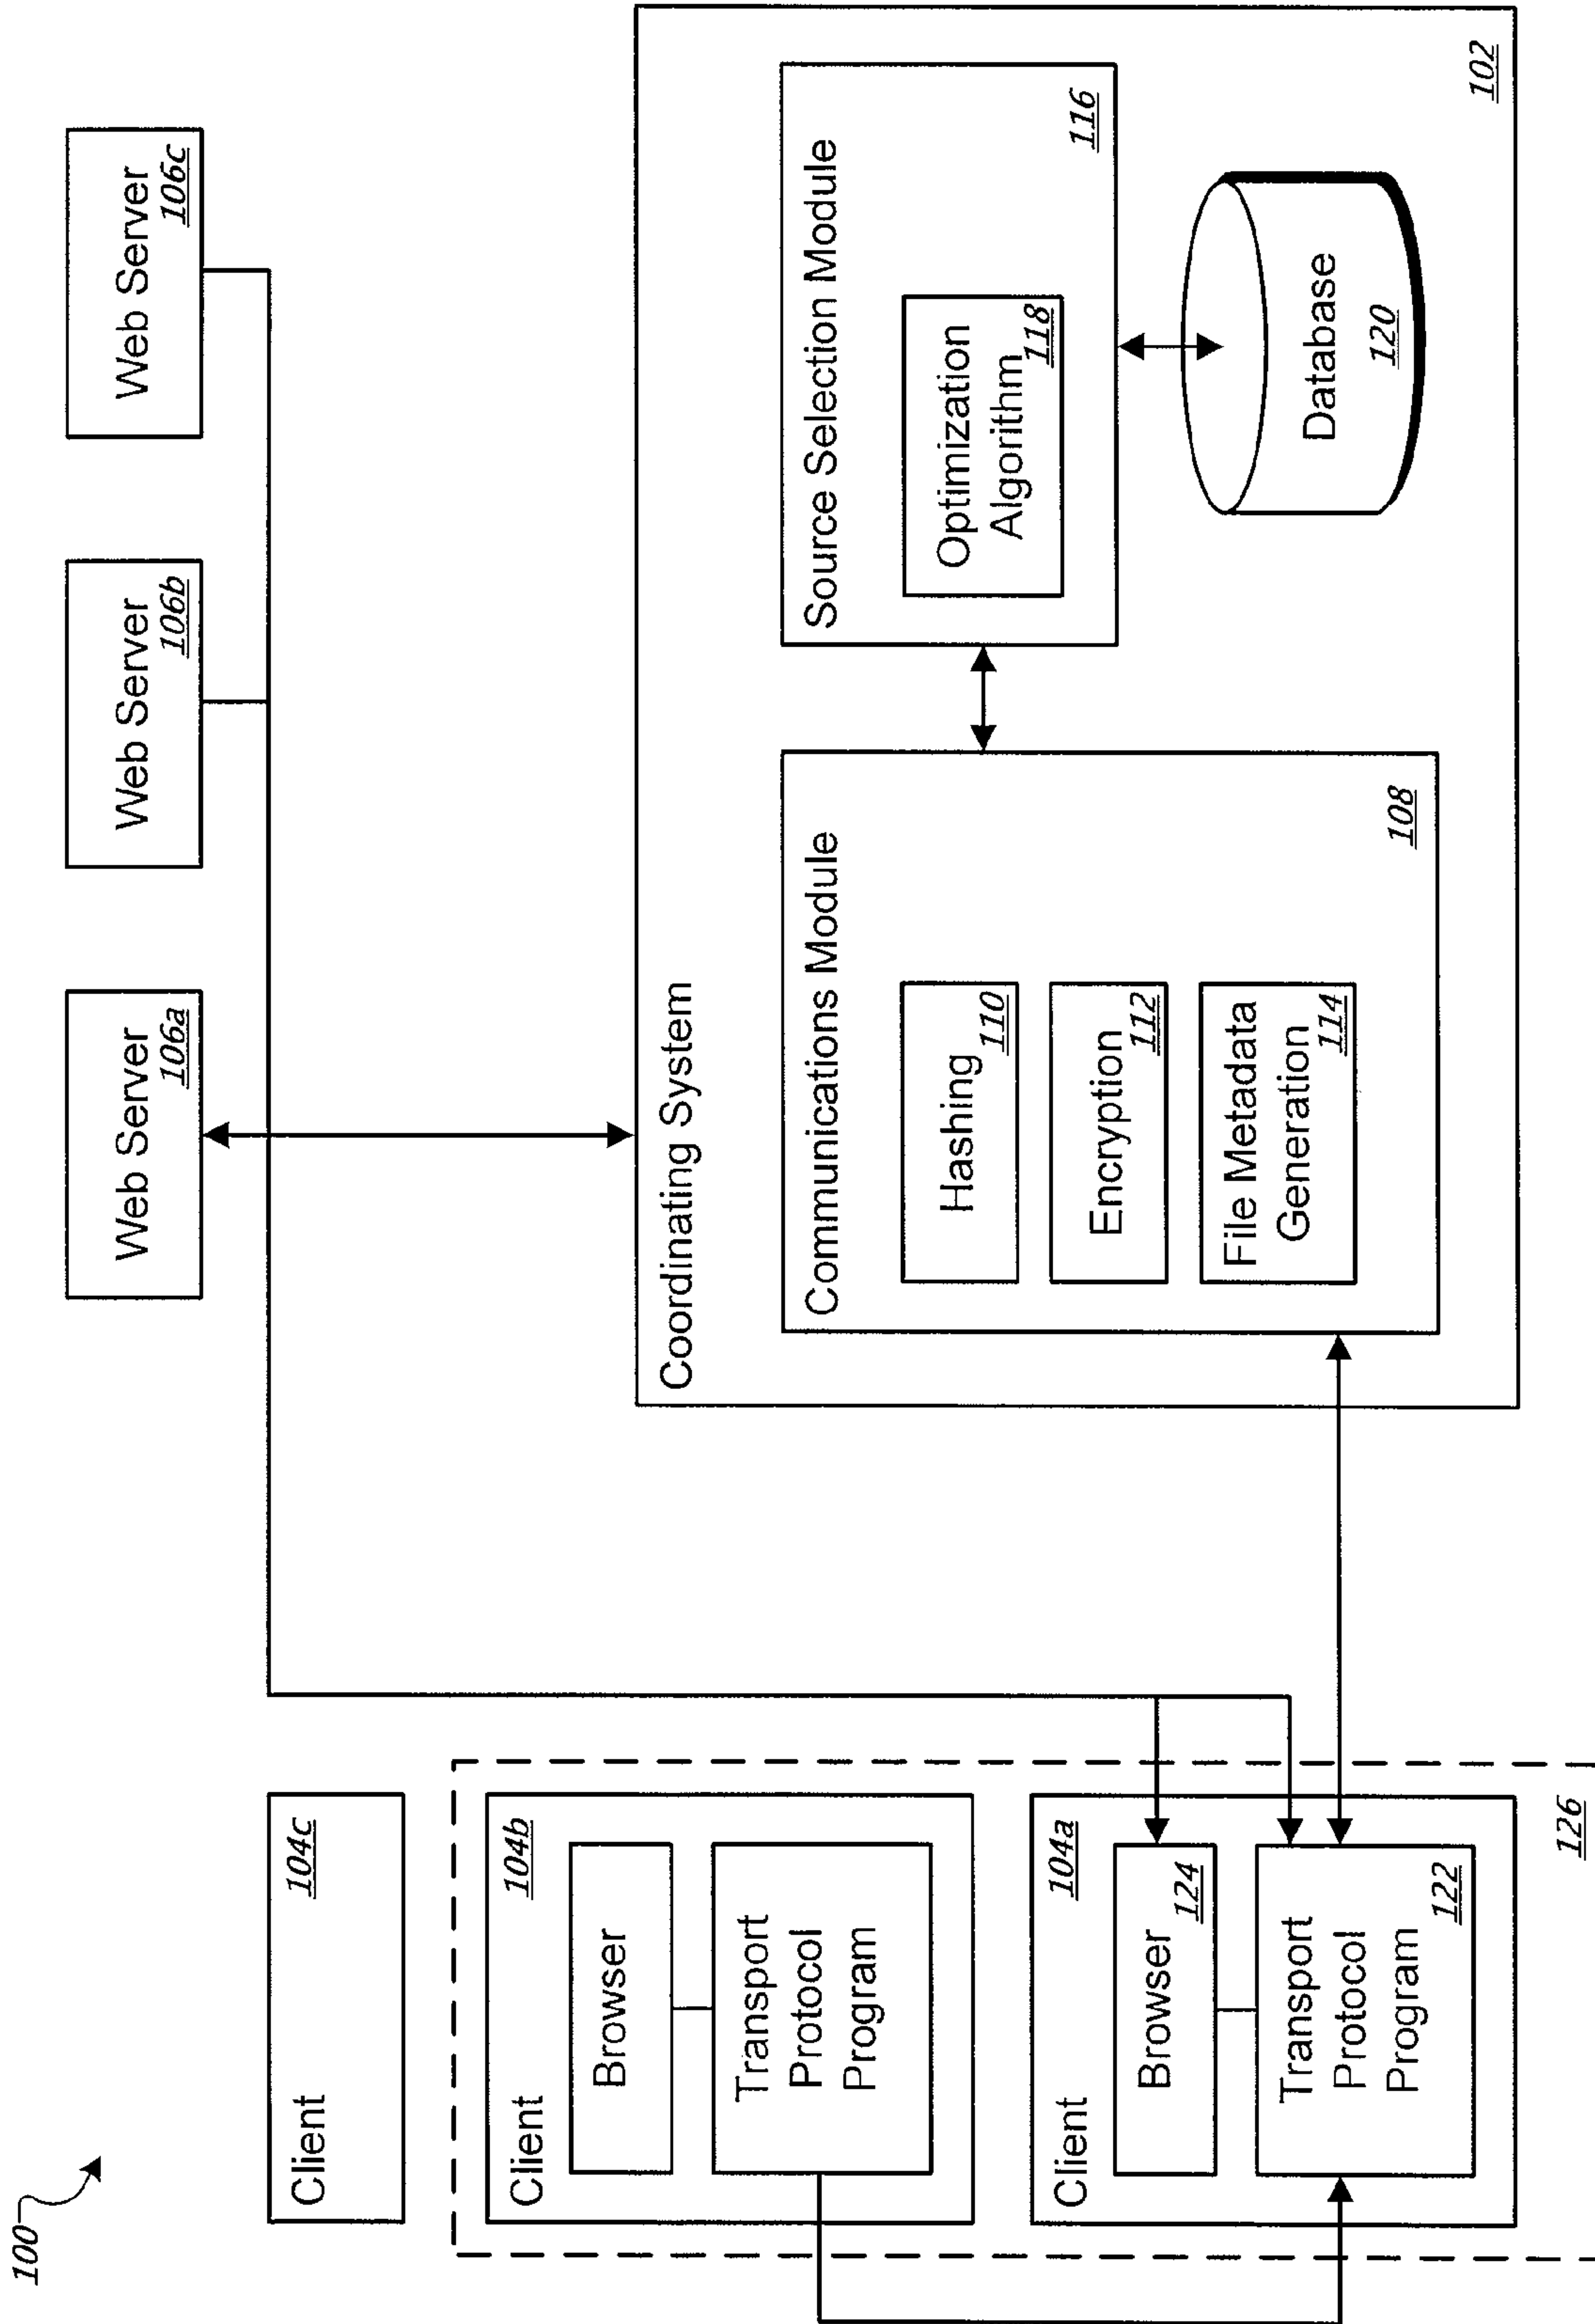 100
Web Server
106a
Web Server
106b
Web Server
106c
Client
104c
Client
104b
Browser
Transport
Protocol
Program
Client
104a
Browser
124
Transport
Protocol
Program
122
126
Coordinating System
Communications Module
Hashing
110
Encryption
112
File Metadata
Generation
114
108
Source Selection Module
Optimization
Algorithm
118
116
Database
120
102